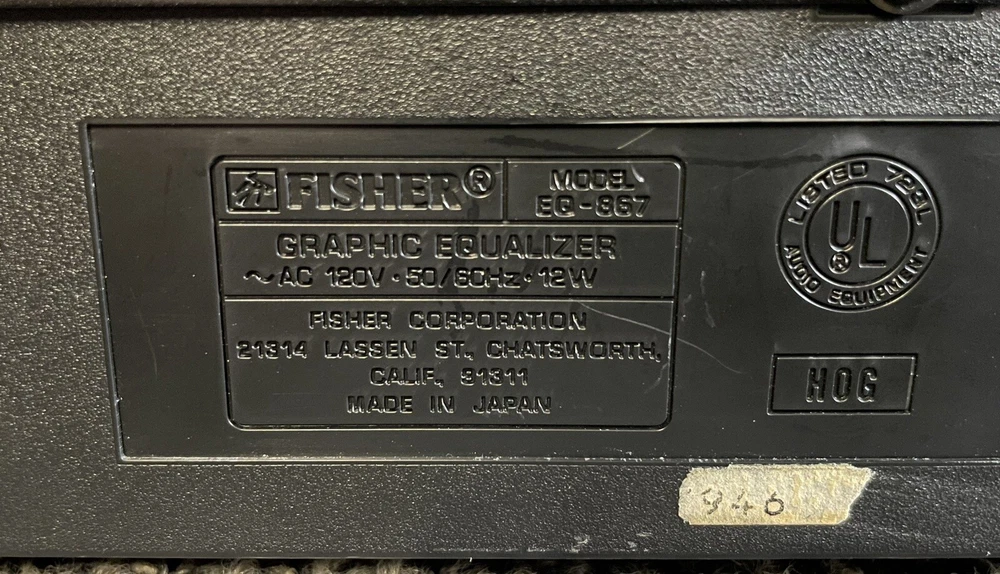 FISHER®
MODEL
EQ-867
GRAPHIC EQUALIZER
~AC 120V·50/60Hz·12W
FISHER CORPORATION
21314 LASSEN ST., CHATSWORTH,
CALIF., 91311
MADE IN JAPAN
LISTED 723L
UL®
AUDIO EQUIPMENT
HOG
946